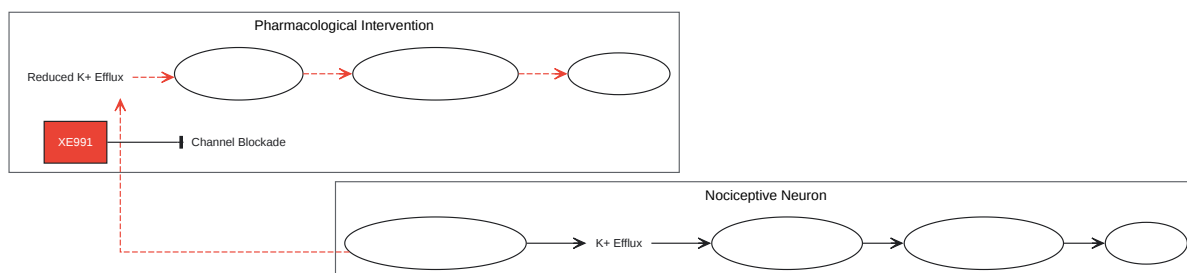 Pharmacological Intervention
Reduced K+ Efflux
XE991
Channel Blockade
Nociceptive Neuron
K+ Efflux